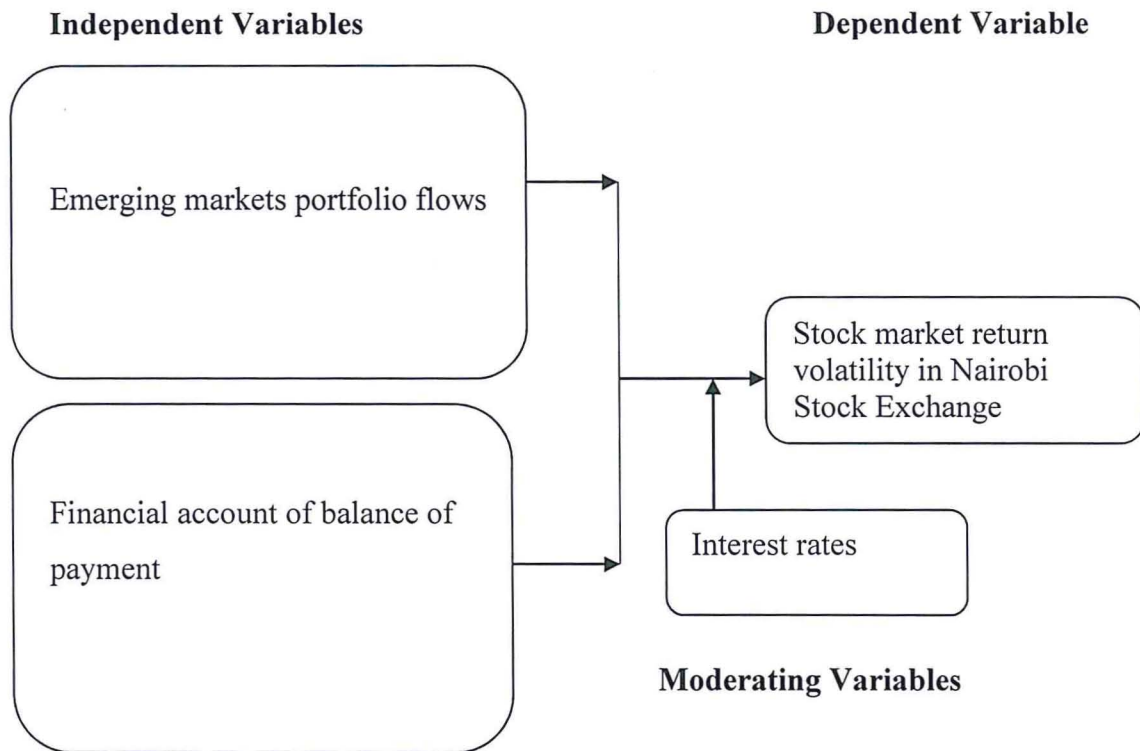 Independent Variables
Dependent Variable
Emerging markets portfolio flows
Stock market return
volatility in Nairobi
Stock Exchange
Financial account of balance of
payment
Interest rates
Moderating Variables